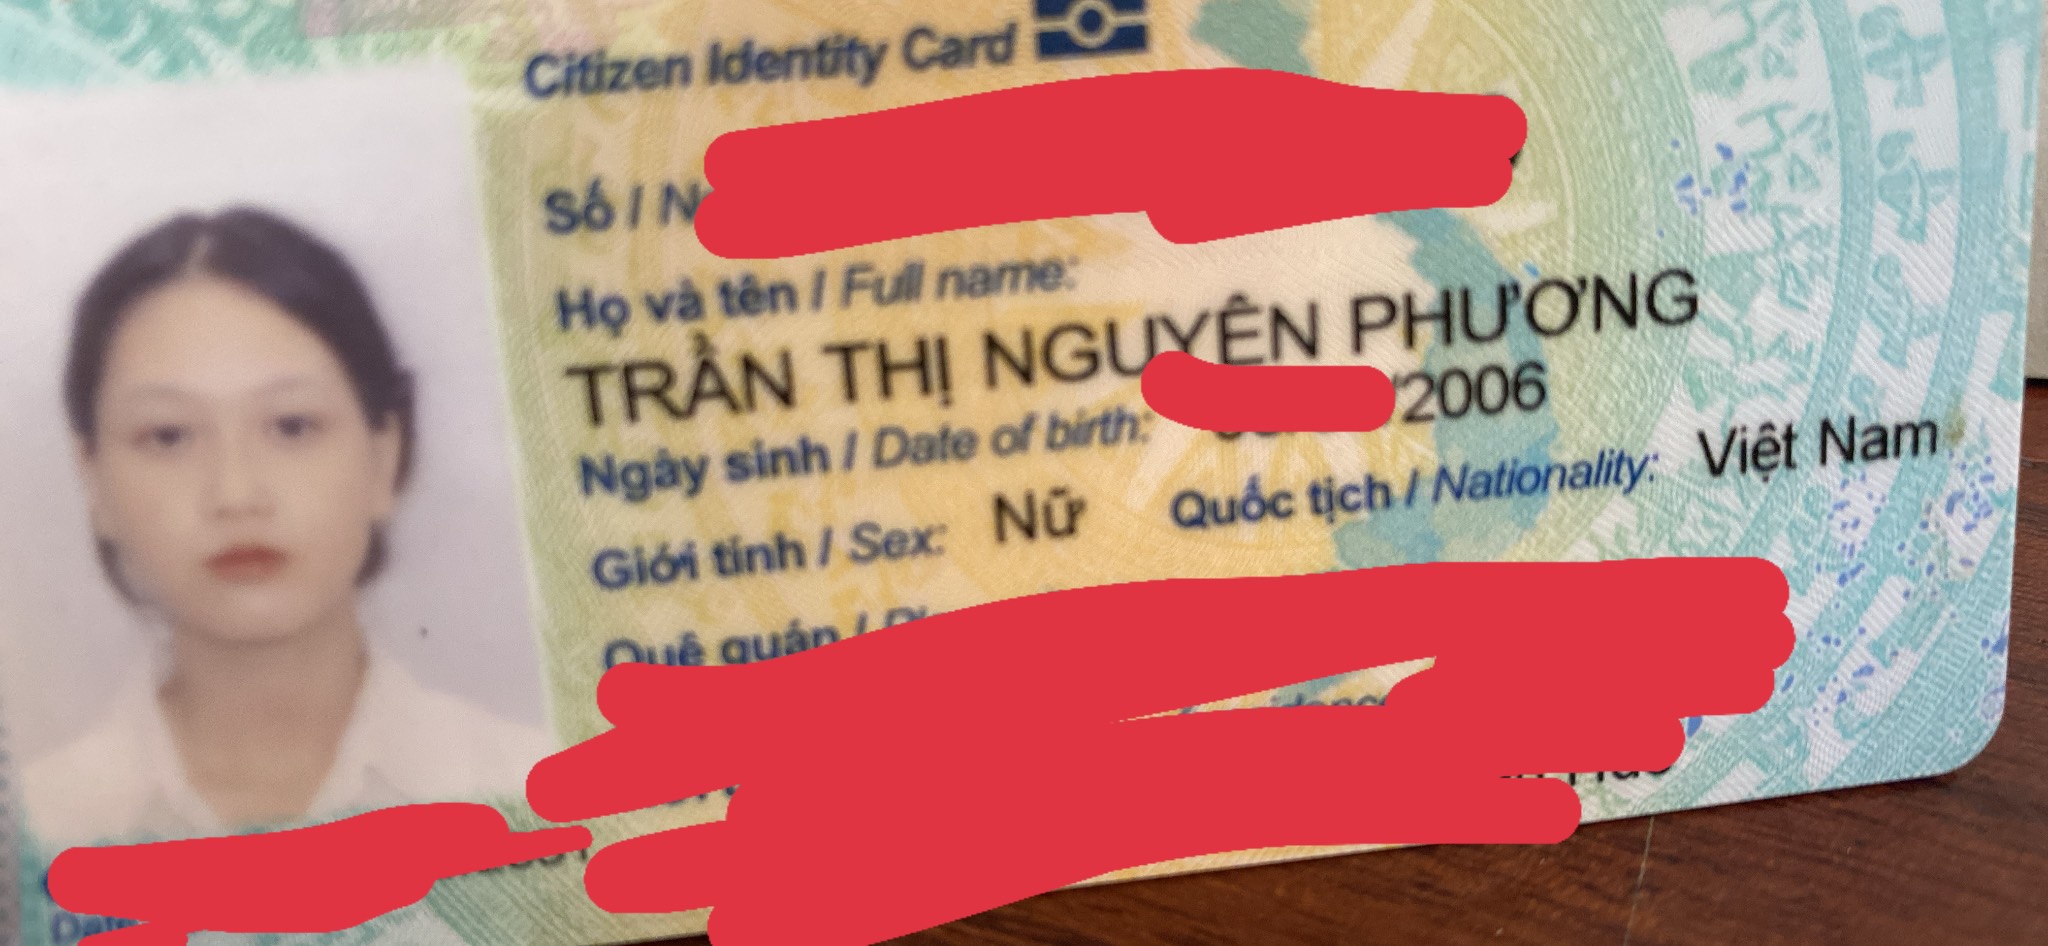 Citizen Identity Card
Số / N
Họ và tên / Full name:
TRẦN THỊ NGUYÊN PHƯƠNG
Ngày sinh / Date of birth: /2006
Giới tính / Sex: Nữ Quốc tịch / Nationality: Việt Nam
Quê quán /
Date